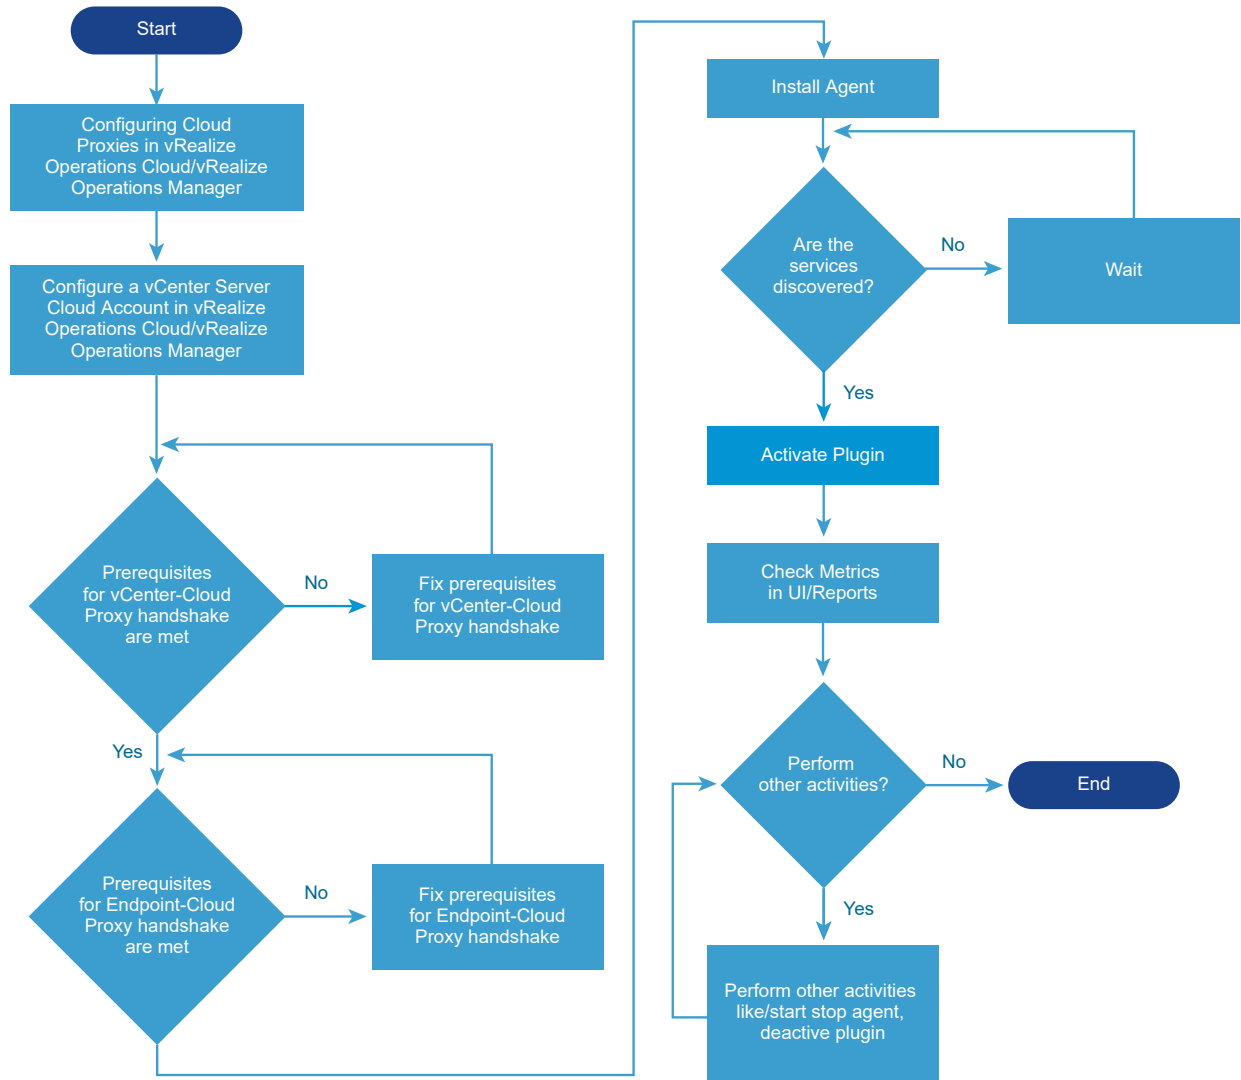 Start
Configuring Cloud
Proxies in vRealize
Operations Cloud/vRealize
Operations Manager
Configure a vCenter Server
Cloud Account in vRealize
Operations Cloud/vRealize
Operations Manager
Prerequisites
for vCenter-Cloud
Proxy handshake
are met
No
Fix prerequisites
for vCenter-Cloud
Proxy handshake
Yes
Prerequisites
for Endpoint-Cloud
Proxy handshake
are met
No
Fix prerequisites
for Endpoint-Cloud
Proxy handshake
Install Agent
Are the
services
discovered?
No
Wait
Yes
Activate Plugin
Check Metrics
in UI/Reports
Perform
other activities?
No
End
Yes
Perform other activities
like/start stop agent,
deactive plugin